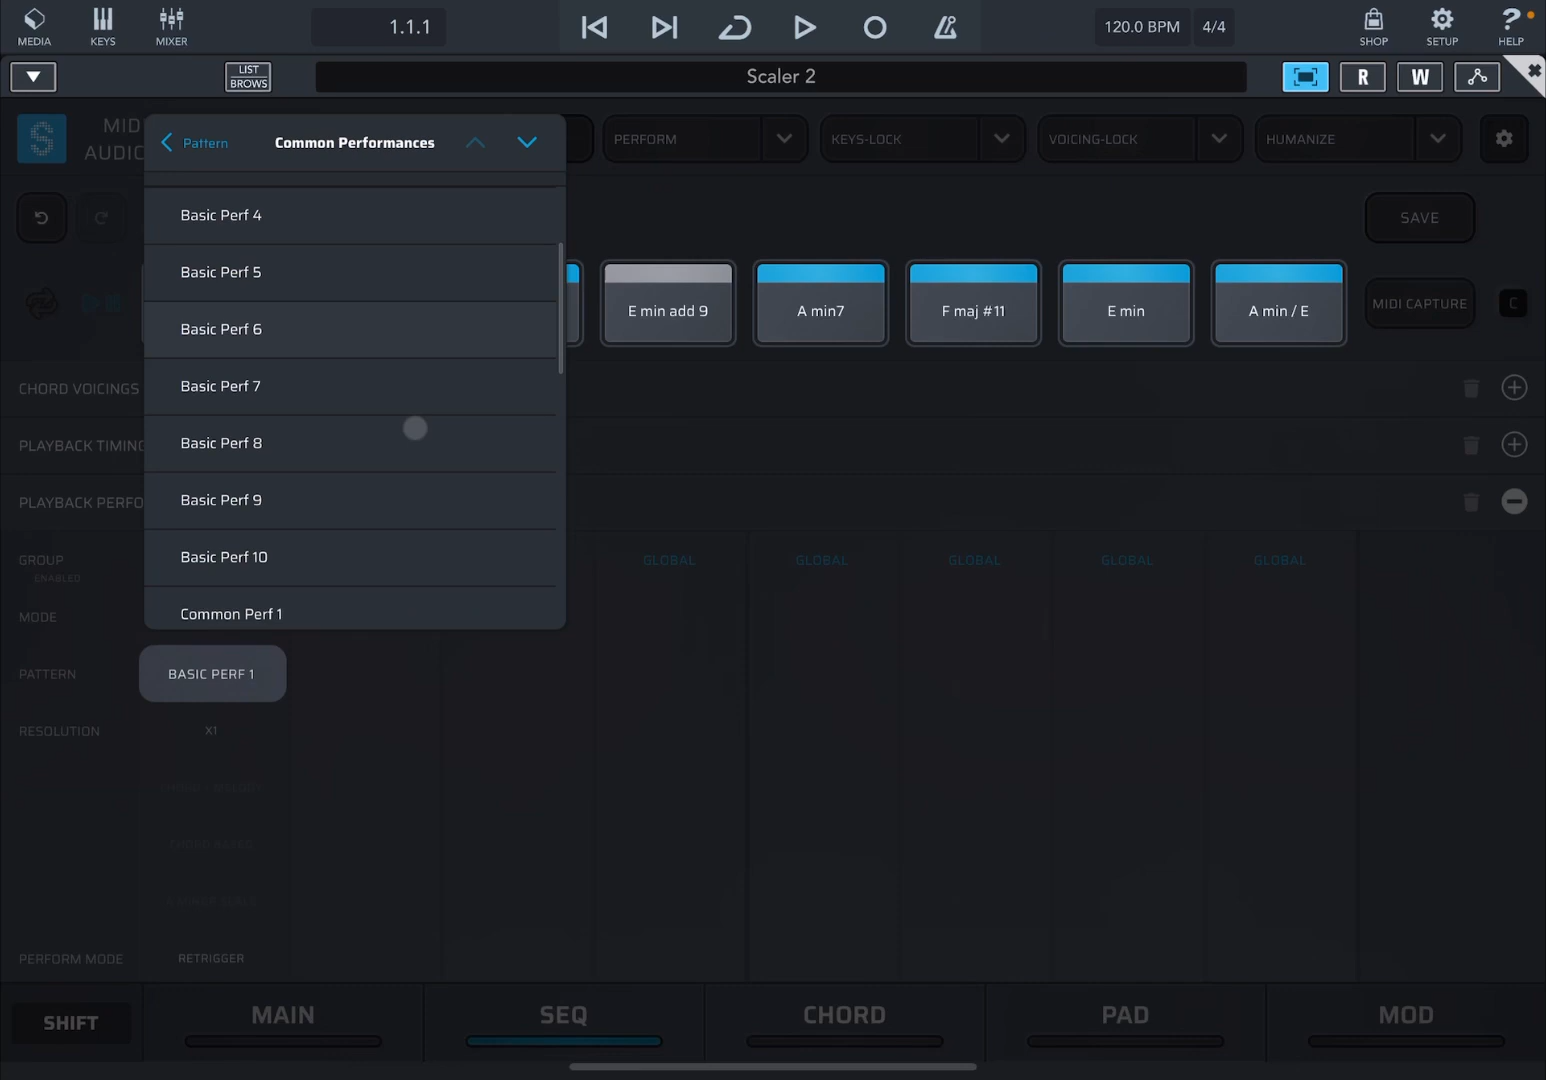 MEDIA
KEYS
MIXER
1.1.1
120.0 BPM
4/4
SHOP
SETUP
?
HELP
LIST
BROWS
Scaler 2
R
W
S
MID
AUDIO
Pattern
Common Performances
PERFORM
KEYS-LOCK
VOICING-LOCK
HUMANIZE
SAVE
Basic Perf 4
Basic Perf 5
Basic Perf 6
Basic Perf 7
Basic Perf 8
Basic Perf 9
Basic Perf 10
Common Perf 1
E min add 9
A min7
F maj #11
E min
A min / E
MIDI CAPTURE
C
CHORD VOICINGS
PLAYBACK TIMING
PLAYBACK PERFO
GROUP
ENABLED
GLOBAL
GLOBAL
GLOBAL
GLOBAL
GLOBAL
MODE
PATTERN
BASIC PERF 1
RESOLUTION
X1
PERFORM MODE
RETRIGGER
SHIFT
MAIN
SEQ
CHORD
PAD
MOD